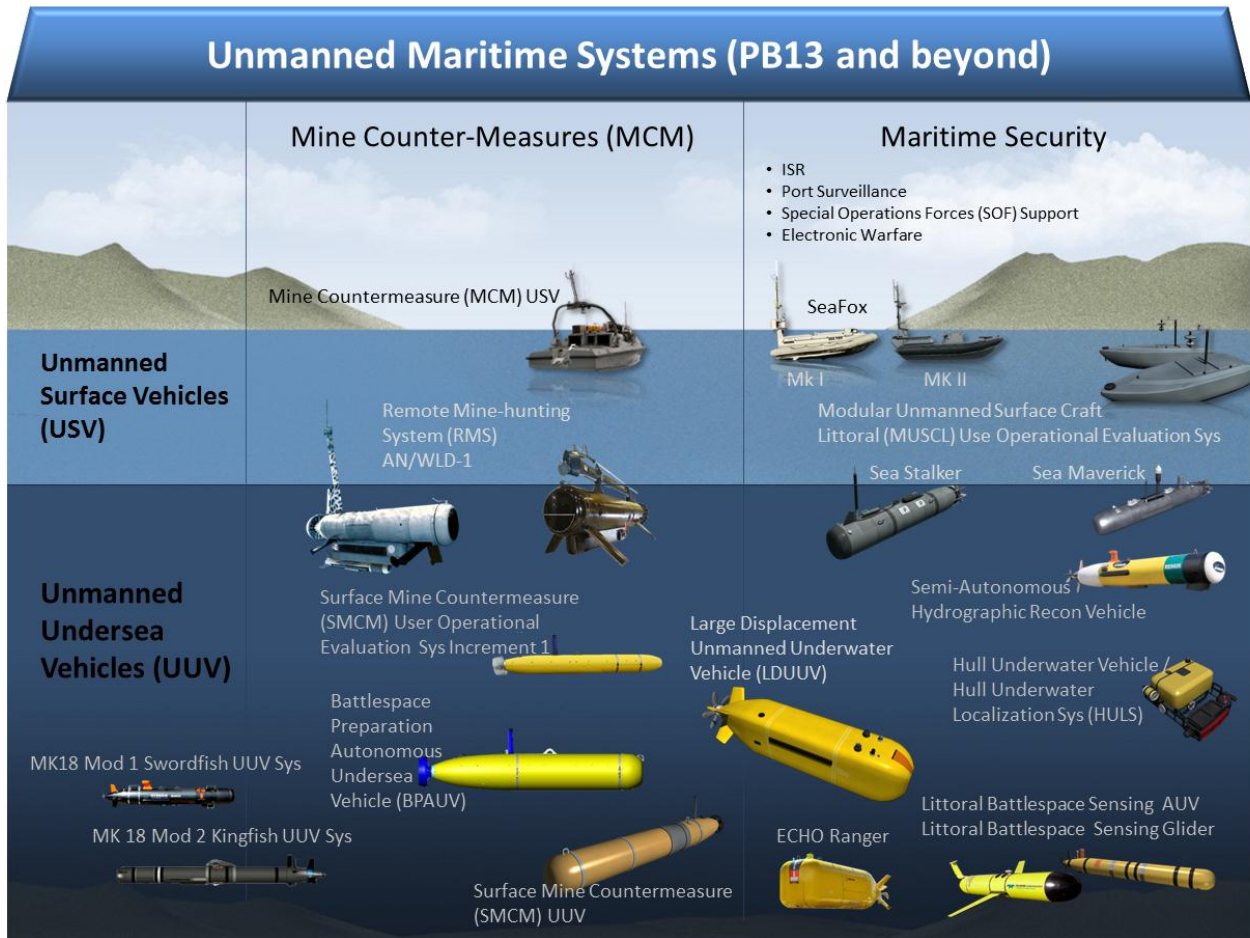 Unmanned Maritime Systems (PB13 and beyond)
Mine Counter-Measures (MCM)
Maritime Security
• ISR
• Port Surveillance
• Special Operations Forces (SOF) Support
• Electronic Warfare
Mine Countermeasure (MCM) USV
SeaFox
Unmanned
Surface Vehicles
(USV)
Mk I
MK II
Remote Mine-hunting
System (RMS)
AN/WLD-1
Modular Unmanned Surface Craft
Littoral (MUSCL) Use Operational Evaluation Sys
Sea Stalker
Sea Maverick
Unmanned
Undersea
Vehicles (UUV)
Surface Mine Countermeasure
(SMCM) User Operational
Evaluation Sys Increment 1
Large Displacement
Unmanned Underwater
Vehicle (LDUUV)
Semi-Autonomous
Hydrographic Recon Vehicle
Hull Underwater Vehicle /
Hull Underwater
Localization Sys (HULS)
Battlespace
Preparation
Autonomous
Undersea
Vehicle (BPAUV)
MK18 Mod 1 Swordfish UUV Sys
MK 18 Mod 2 Kingfish UUV Sys
Surface Mine Countermeasure
(SMCM) UUV
ECHO Ranger
Littoral Battlespace Sensing AUV
Littoral Battlespace Sensing Glider